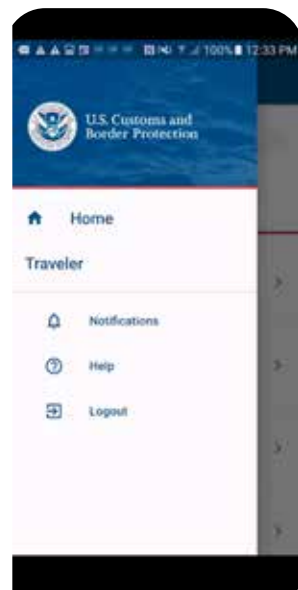 100% 12:33 PM
U.S. Customs and
Border Protection
Home
Traveler
Notifications
Help
Logout